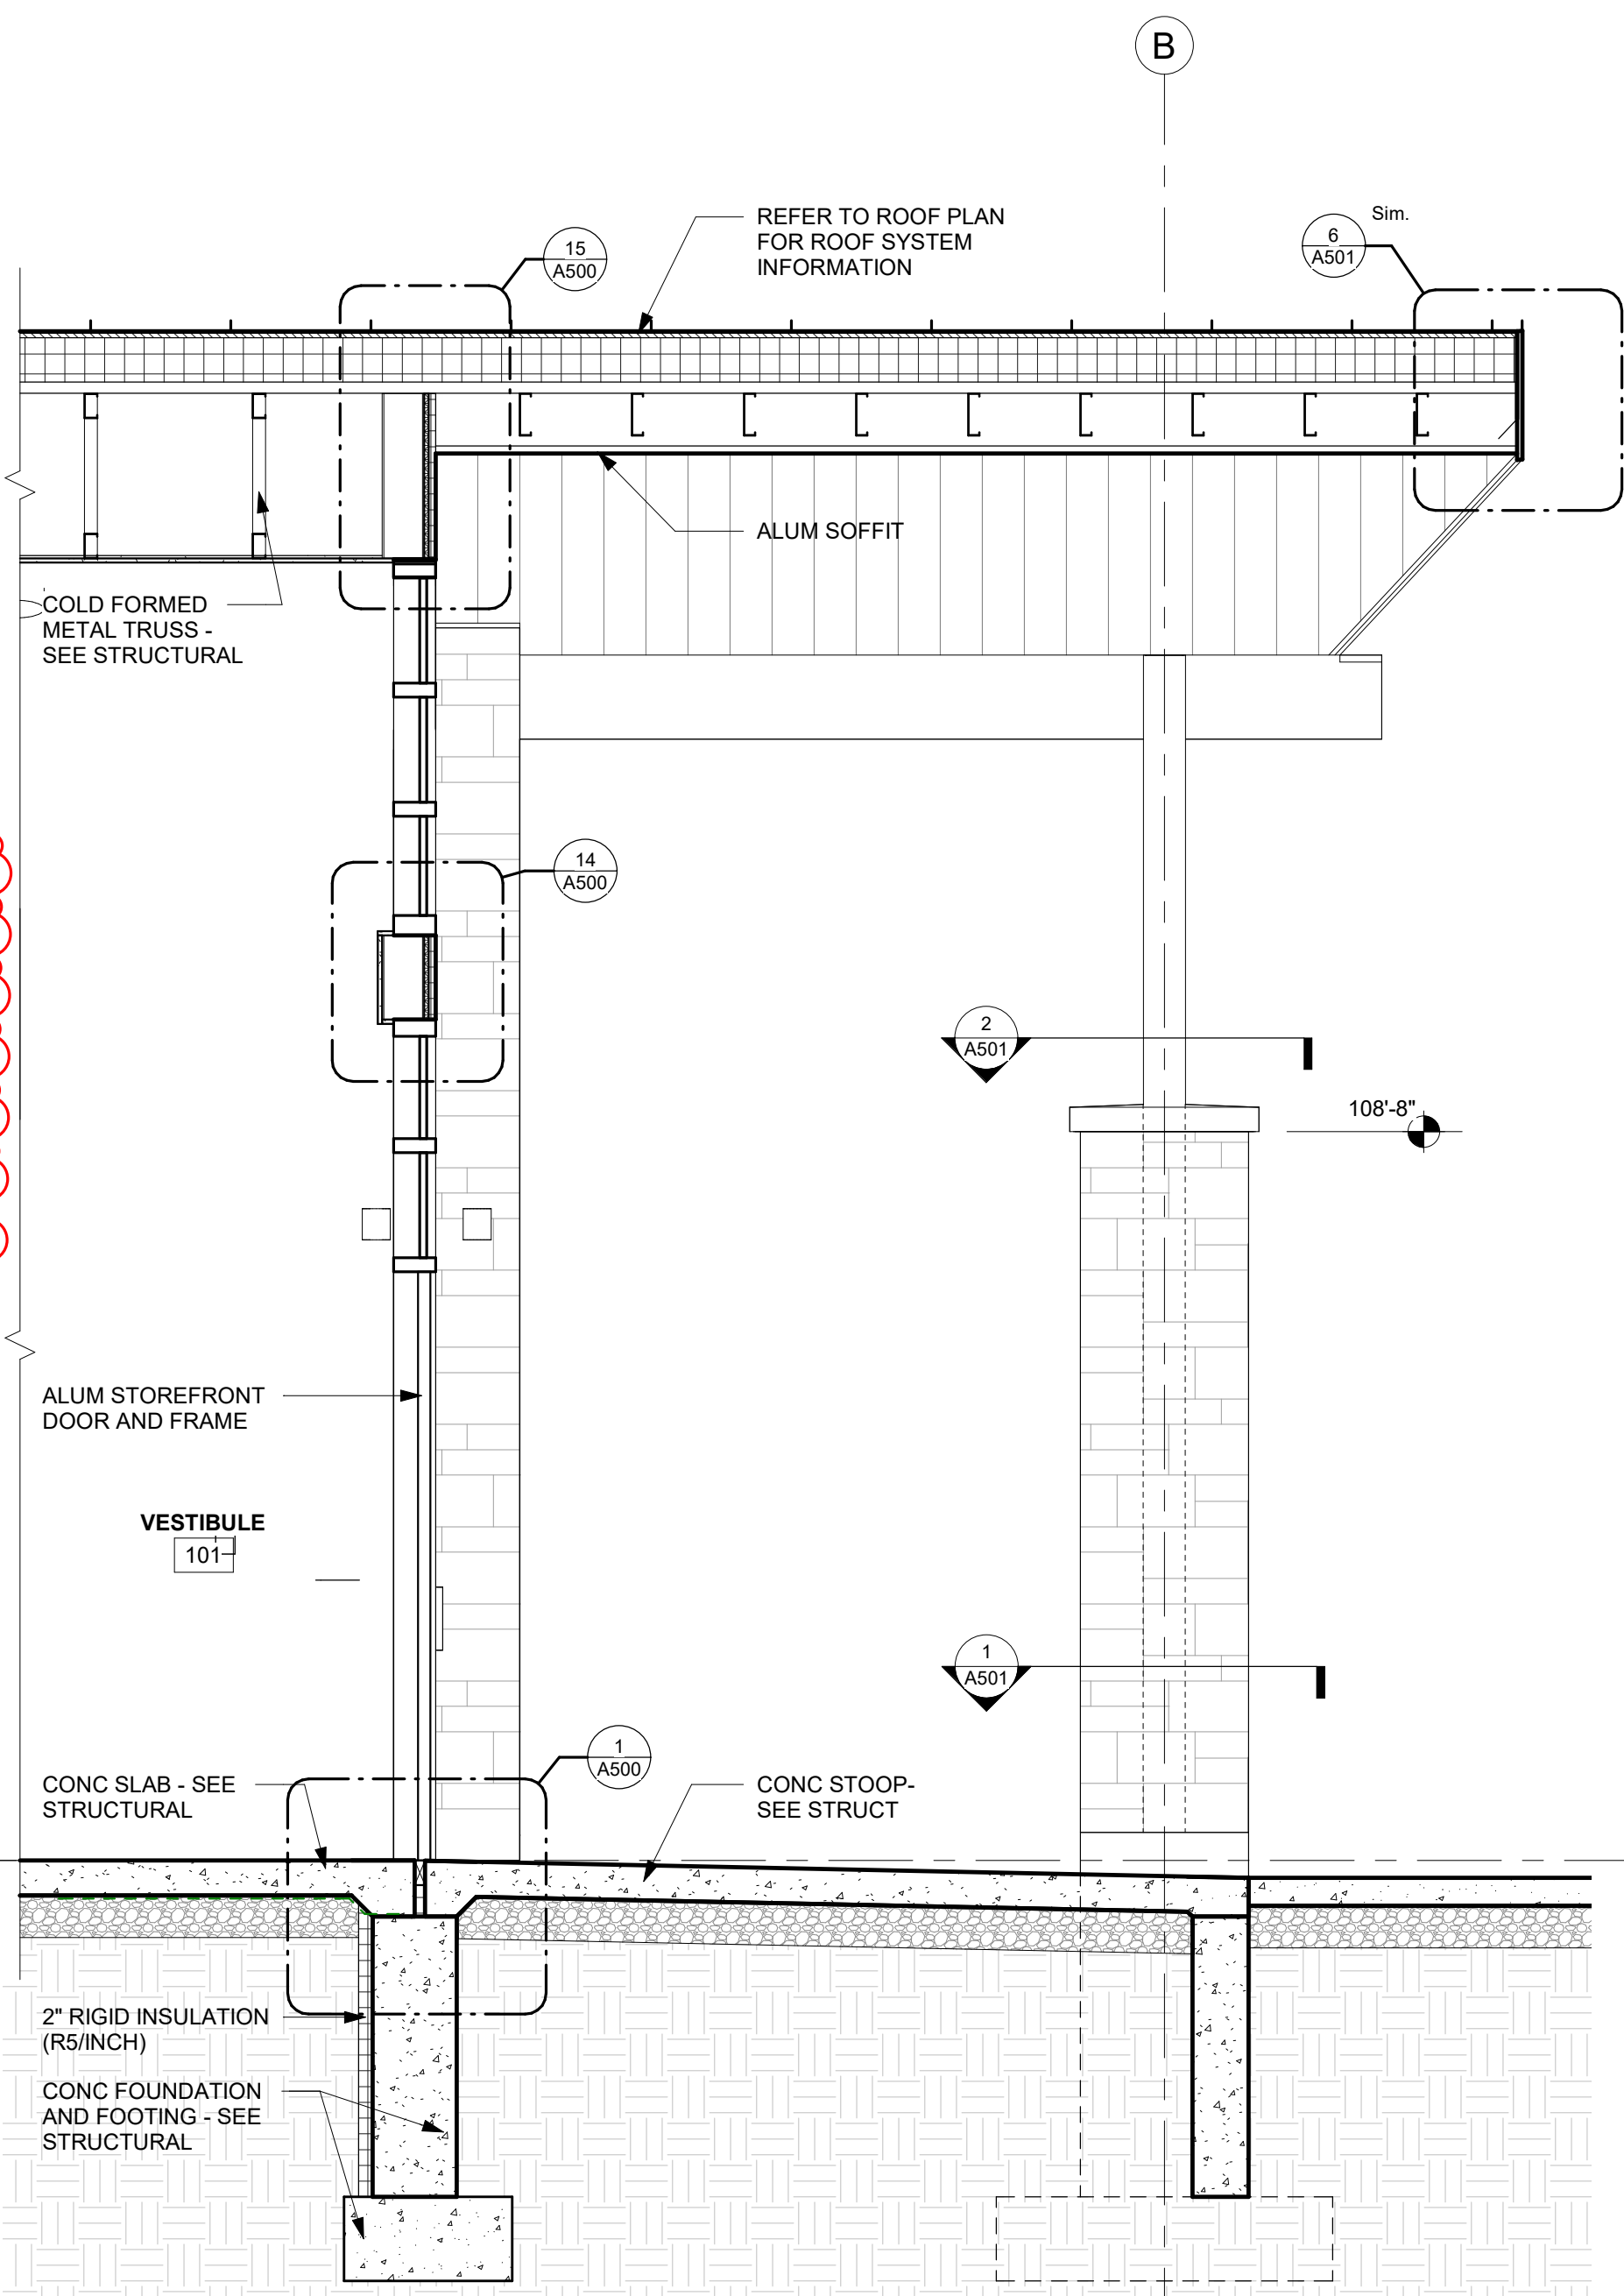 B
Sim.
6
A501
REFER TO ROOF PLAN
FOR ROOF SYSTEM
INFORMATION
15
A500
ALUM SOFFIT
COLD FORMED
METAL TRUSS -
SEE STRUCTURAL
14
A500
2
A501
108'-8"
ALUM STOREFRONT
DOOR AND FRAME
VESTIBULE
101
1
A501
1
A500
CONC SLAB - SEE
STRUCTURAL
CONC STOOP-
SEE STRUCT
2" RIGID INSULATION
(R5/INCH)
CONC FOUNDATION
AND FOOTING - SEE
STRUCTURAL